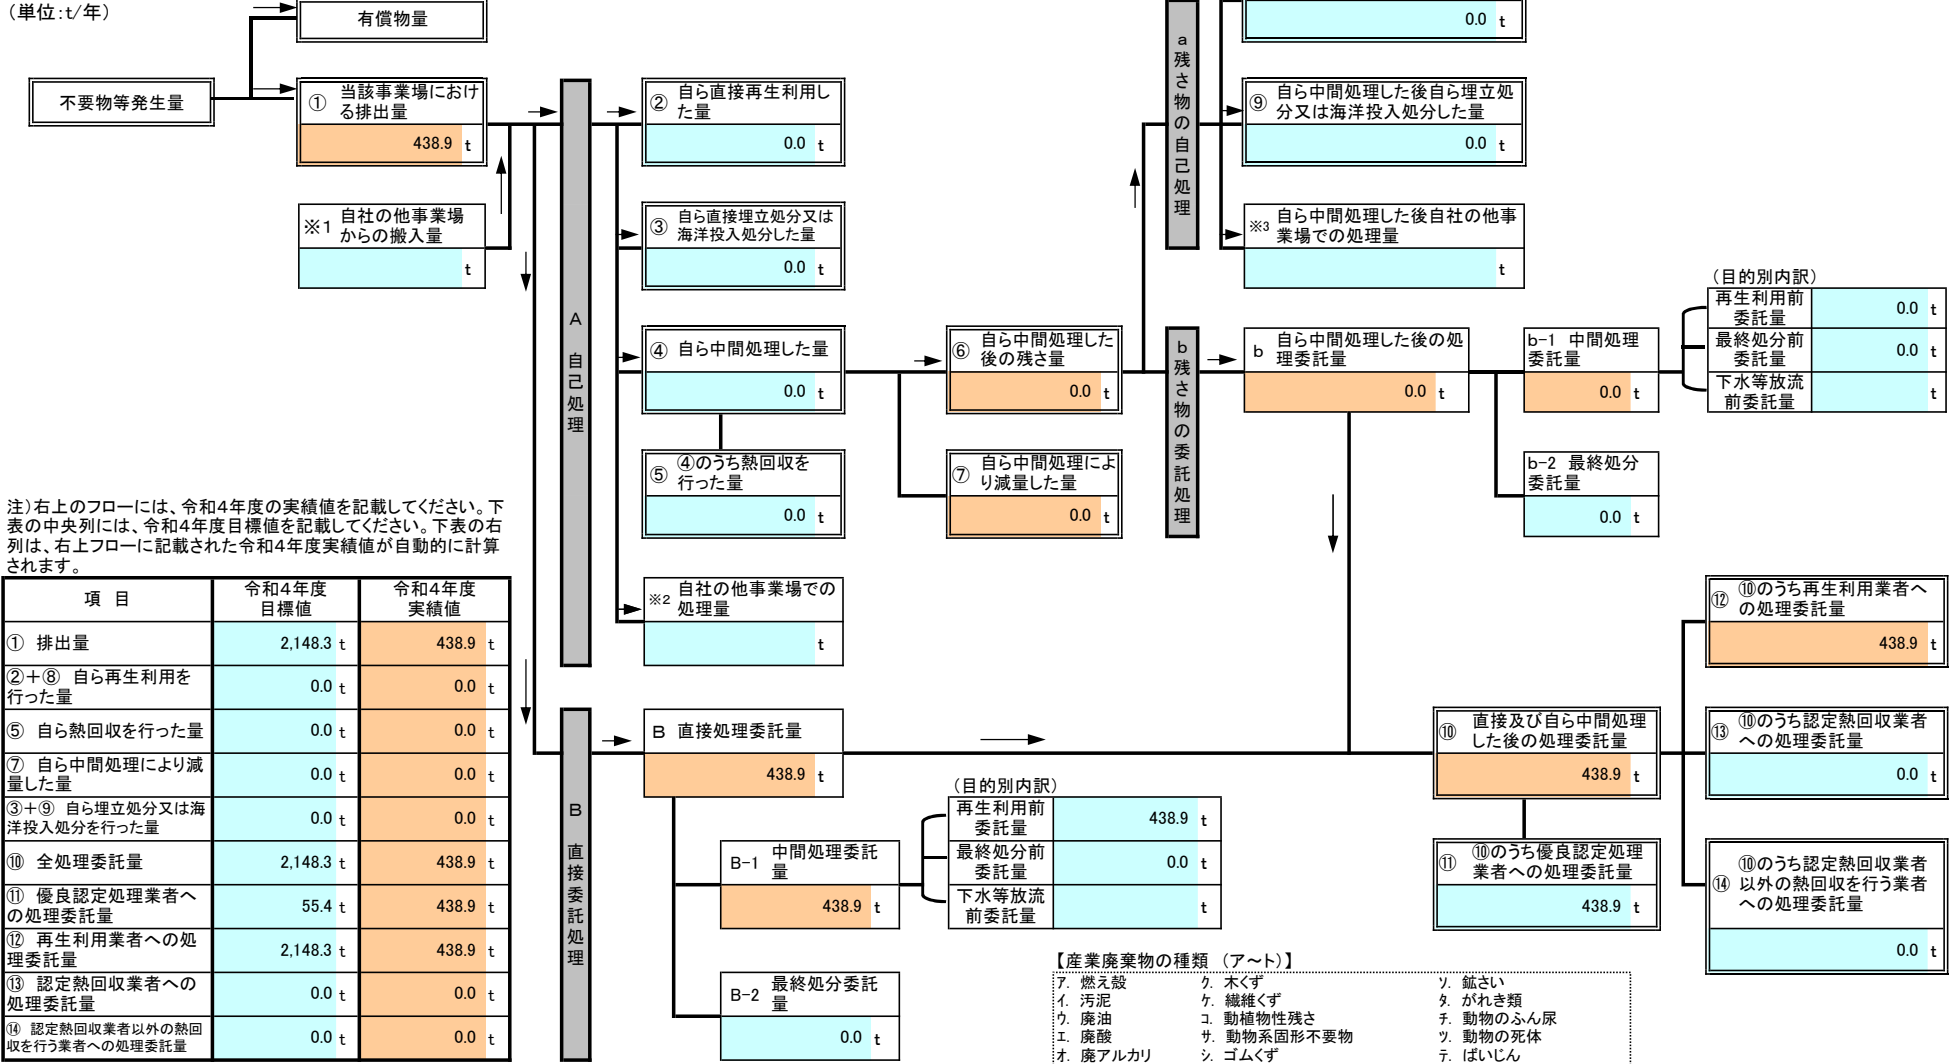 （単位:t/年）
有償物量
不要物等発生量
① 当該事業場におけ
る排出量
438.9 t
※1 自社の他事業場
からの搬入量
t
A 自己処理
② 自ら直接再生利用し
た量
0.0 t
③ 自ら直接埋立処分又は
海洋投入処分した量
0.0 t
④ 自ら中間処理した量
0.0 t
⑤ ④のうち熱回収を
行った量
0.0 t
※2 自社の他事業場での
処理量
t
⑥ 自ら中間処理した
後の残さ量
0.0 t
⑦ 自ら中間処理によ
り減量した量
0.0 t
a 残さ物の自己処理
0.0 t
⑨ 自ら中間処理した後自ら埋立処
分又は海洋投入処分した量
0.0 t
※3 自ら中間処理した後自社の他事
業場での処理量
t
b 残さ物の委託処理
b 自ら中間処理した後の処
理委託量
0.0 t
b-1 中間処理
委託量
0.0 t
b-2 最終処分
委託量
0.0 t
（目的別内訳）
再生利用前
委託量
0.0 t
最終処分前
委託量
0.0 t
下水等放流
前委託量
t
注）右上のフローには、令和４年度の実績値を記載してください。下
表の中央列には、令和４年度目標値を記載してください。下表の右
列は、右上フローに記載された令和４年度実績値が自動的に計算
されます。
項 目 令和４年度
目標値 令和４年度
実績値
① 排出量 2,148.3 t 438.9 t
②＋⑧ 自ら再生利用を
行った量 0.0 t 0.0 t
⑤ 自ら熱回収を行った量 0.0 t 0.0 t
⑦ 自ら中間処理により減
量した量 0.0 t 0.0 t
③＋⑨ 自ら埋立処分又は海
洋投入処分を行った量 0.0 t 0.0 t
⑩ 全処理委託量 2,148.3 t 438.9 t
⑪ 優良認定処理業者へ
の処理委託量 55.4 t 438.9 t
⑫ 再生利用業者への処
理委託量 2,148.3 t 438.9 t
⑬ 認定熱回収業者への
処理委託量 0.0 t 0.0 t
⑭ 認定熱回収業者以外の熱回
収を行う業者への処理委託量 0.0 t 0.0 t
B 直接委託処理
B 直接処理委託量
438.9 t
B-1 中間処理委託
量
438.9 t
B-2 最終処分委託
量
0.0 t
（目的別内訳）
再生利用前
委託量
438.9 t
最終処分前
委託量
0.0 t
下水等放流
前委託量
t
⑩ 直接及び自ら中間処理
した後の処理委託量
438.9 t
⑪ ⑩のうち優良認定処理
業者への処理委託量
438.9 t
⑫ ⑩のうち再生利用業者へ
の処理委託量
438.9 t
⑬ ⑩のうち認定熱回収業者
への処理委託量
0.0 t
⑭ ⑩のうち認定熱回収業者
以外の熱回収を行う業者
への処理委託量
0.0 t
【産業廃棄物の種類 （ア～ト）】
ア. 燃え殻 ク. 木くず ソ. 鉱さい
イ. 汚泥 ケ. 繊維くず タ. がれき類
ウ. 廃油 コ. 動植物性残さ チ. 動物のふん尿
エ. 廃酸 サ. 動物系固形不要物 ツ. 動物の死体
オ. 廃アルカリ シ. ゴムくず テ. ばいじん